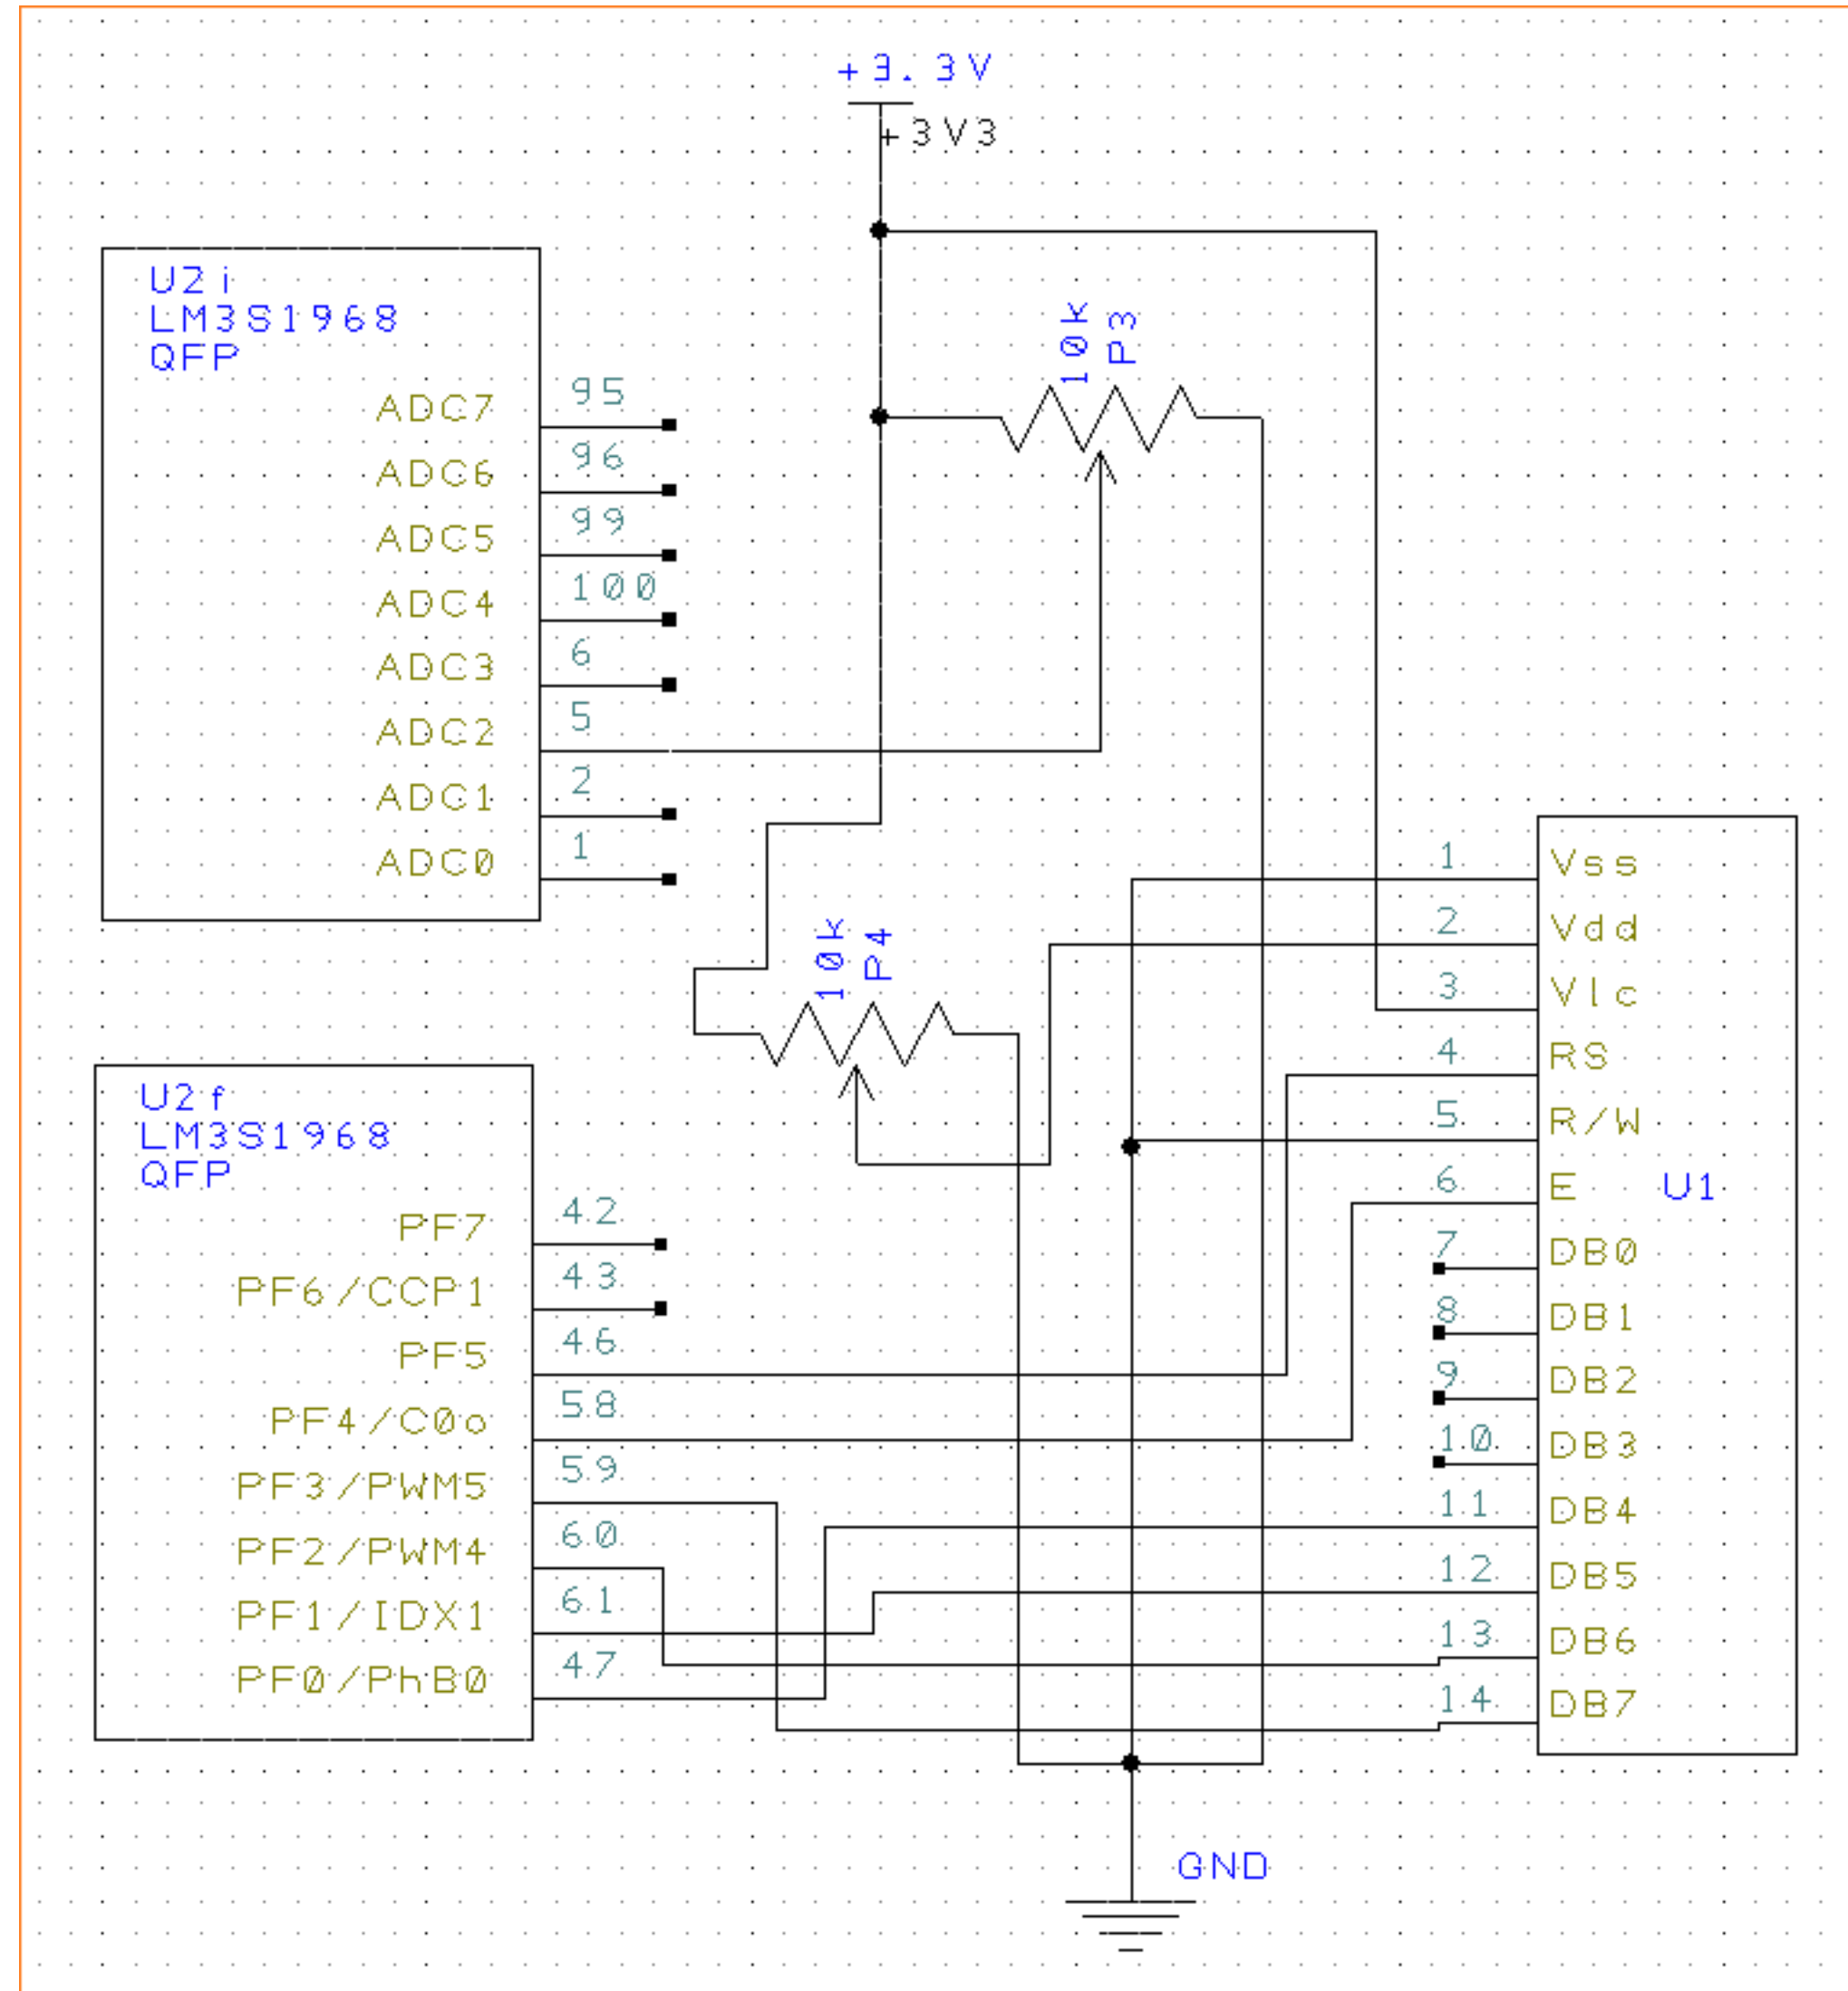 +3.3V
+3V3
U2i
LM3S1968
QFP
ADC7 95
ADC6 96
ADC5 99
ADC4 100
ADC3 6
ADC2 5
ADC1 2
ADC0 1
10k
P3
10k
P4
U2f
LM3S1968
QFP
PF7 42
PF6/CCP1 43
PF5 46
PF4/C0o 58
PF3/PWM5 59
PF2/PWM4 60
PF1/IDX1 61
PF0/PhB0 47
1 Vss
2 Vdd
3 Vlc
4 RS
5 R/W
6 E
U1
7 DB0
8 DB1
9 DB2
10 DB3
11 DB4
12 DB5
13 DB6
14 DB7
GND